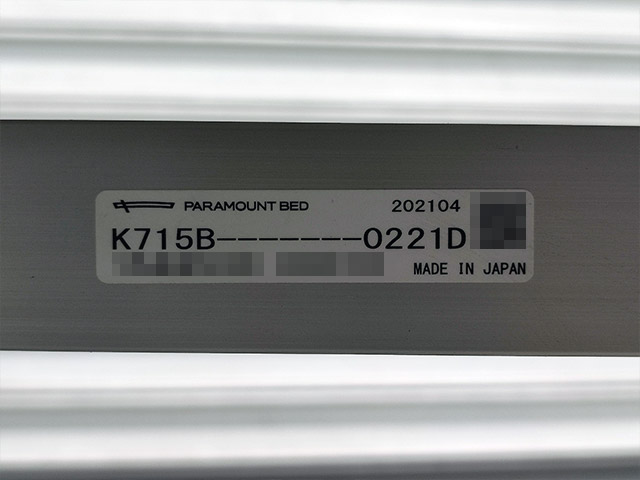 PARAMOUNT BED 202104
K715B-------0221D
MADE IN JAPAN